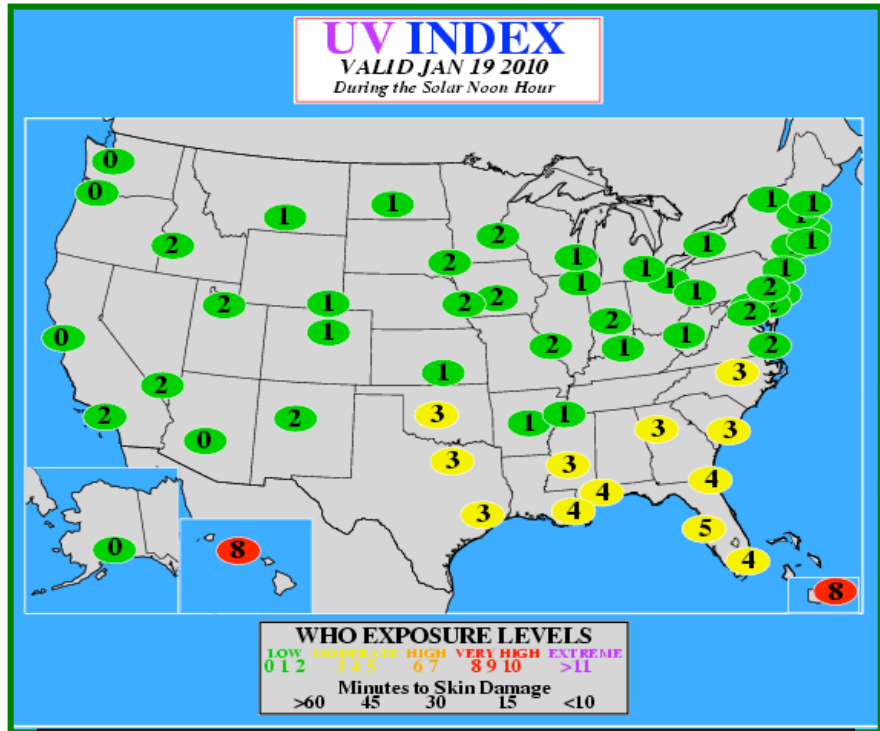 UV INDEX
VALID JAN 19 2010
During the Solar Noon Hour
0
0 1 1 1
1 1
2 2 1 1
2 1 1 1
1 1 1 2
2 1 2 2 2
0 1 2 2
2 1 1 2
2 1 3
2 2 3 1 1
0 3 3
3 3
4 4
3 4
5
0 8 4
8
WHO EXPOSURE LEVELS
LOW MODERATE HIGH VERY HIGH EXTREME
0 1 2 3 4 5 6 7 8 9 10 >11
Minutes to Skin Damage
>60 45 30 15 <10